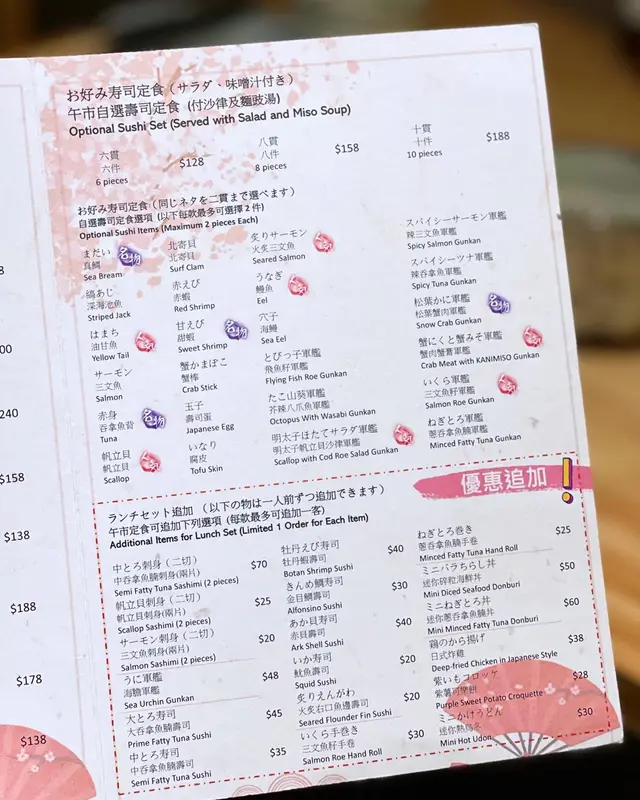 お好み寿司定食（サラダ、味噌汁付き）
午市自選壽司定食 (付沙律及麵豉湯)
Optional Sushi Set (Served with Salad and Miso Soup)
六貫
六件
6 pieces
$128
八貫
八件
8 pieces
$158
十貫
十件
10 pieces
$188
お好み寿司定食（同じネタを二貫まで選べます）
自選壽司定食選項 (以下每款最多可選擇 2 件)
Optional Sushi Items (Maximum 2 pieces Each)
まだい
真鯛
Sea Bream
名物
縞あじ
深海池魚
Striped Jack
はまち
油甘魚
Yellow Tail
サーモン
三文魚
Salmon
赤身
吞拿魚背
Tuna
名物
帆立貝
帆立貝
Scallop
北寄貝
北寄貝
Surf Clam
赤えび
赤蝦
Red Shrimp
甘えび
甜蝦
Sweet Shrimp
名物
蟹かまぼこ
蟹棒
Crab Stick
玉子
壽司蛋
Japanese Egg
いなり
腐皮
Tofu Skin
炙りサーモン
火炙三文魚
Seared Salmon
うなぎ
鰻魚
Eel
穴子
海鰻
Sea Eel
とびっ子軍艦
飛魚籽軍艦
Flying Fish Roe Gunkan
たこ山葵軍艦
芥辣八爪魚軍艦
Octopus With Wasabi Gunkan
明太子ほたてサラダ軍艦
明太子帆立貝沙律軍艦
Scallop with Cod Roe Salad Gunkan
スパイシーサーモン軍艦
辣三文魚軍艦
Spicy Salmon Gunkan
スパイシーツナ軍艦
辣吞拿魚軍艦
Spicy Tuna Gunkan
松葉かに軍艦
松葉蟹肉軍艦
Snow Crab Gunkan
名物
蟹にくと蟹みそ軍艦
蟹肉蟹膏軍艦
Crab Meat with KANIMISO Gunkan
いくら軍艦
三文魚籽軍艦
Salmon Roe Gunkan
ねぎとろ軍艦
蔥吞拿魚軍艦
Minced Fatty Tuna Gunkan
優惠追加
ランチセット追加 （以下の物は一人前ずつ追加できます）
午市定食可追加下列選項 (每款最多可追加一客)
Additional Items for Lunch Set (Limited 1 Order for Each Item)
中とろ刺身（二切）
中吞拿魚腩刺身(兩片)
Semi Fatty Tuna Sashimi (2 pieces)
$70
帆立貝刺身（二切）
帆立貝刺身(兩片)
Scallop Sashimi (2 pieces)
$25
サーモン刺身（二切）
三文魚刺身(兩片)
Salmon Sashimi (2 pieces)
$20
うに軍艦
海膽軍艦
Sea Urchin Gunkan
$48
大とろ寿司
大吞拿魚腩壽司
Prime Fatty Tuna Sushi
$45
中とろ寿司
中吞拿魚腩壽司
Semi Fatty Tuna Sushi
$35
牡丹えび寿司
牡丹蝦壽司
Botan Shrimp Sushi
$40
きんめ鯛寿司
金目鯛壽司
Alfonsino Sushi
$30
あか貝寿司
赤貝壽司
Ark Shell Sushi
$40
いか寿司
魷魚壽司
Squid Sushi
$20
炙りえんがわ
火炙右口魚邊壽司
Seared Flounder Fin Sushi
$20
いくら手巻
三文魚籽手卷
Salmon Roe Hand Roll
$30
ねぎとろ巻き
蔥吞拿魚腩手卷
Minced Fatty Tuna Hand Roll
$25
ミニバラちらし丼
迷你碎粒海鮮丼
Mini Diced Seafood Donburi
$50
ミニねぎとろ丼
迷你蔥吞拿魚腩丼
Mini Minced Fatty Tuna Donburi
$60
鶏のから揚げ
日式炸雞
Deep-fried Chicken in Japanese Style
$38
紫いもコロッケ
紫薯可樂餅
Purple Sweet Potato Croquette
$28
ミニかけうどん
迷你熱烏冬
Mini Hot Udon
$30
240
$158
$138
$188
$178
$138